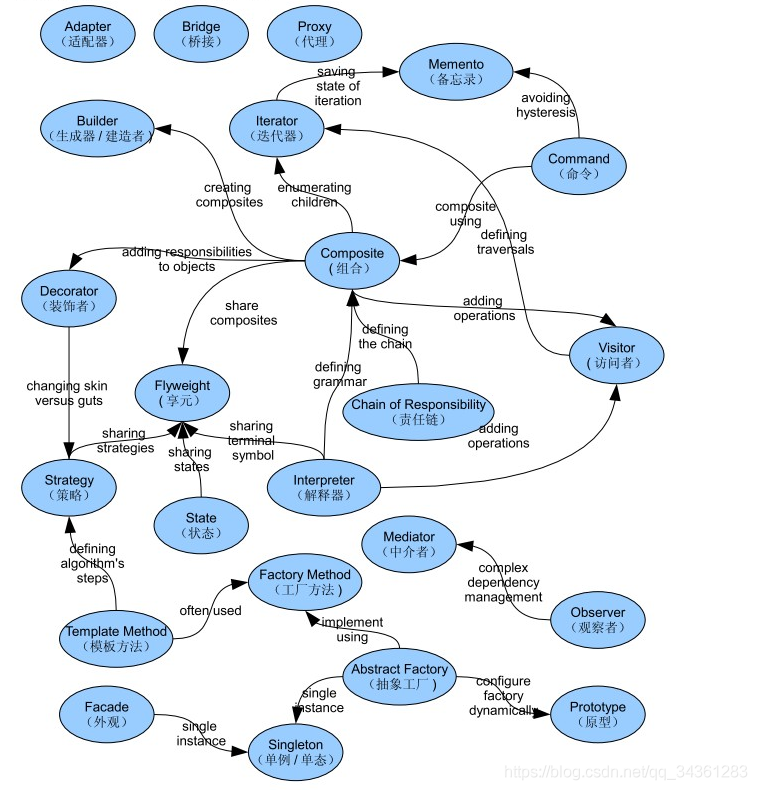 Adapter
（适配器）
Bridge
（桥接）
Proxy
（代理）
Memento
（备忘录）
saving
state of
iteration
avoiding
hysteresis
Builder
（生成器 / 建造者）
Iterator
（迭代器）
Command
（命令）
creating
composites
enumerating
children
composite
using
defining
traversals
adding responsibilities
to objects
Composite
（组合）
Decorator
（装饰者）
share
composites
adding
operations
defining
the chain
Visitor
（访问者）
changing skin
versus guts
Flyweight
（享元）
defining
grammar
Chain of Responsibility
（责任链）
sharing
strategies
sharing
states
sharing
terminal
symbol
adding
operations
Strategy
（策略）
Interpreter
（解释器）
State
（状态）
Mediator
（中介者）
defining
algorithm's
steps
Factory Method
（工厂方法）
complex
dependency
management
often used
Observer
（观察者）
Template Method
（模板方法）
implement
using
Abstract Factory
（抽象工厂）
single
instance
configure
factory
dynamically
Facade
（外观）
single
instance
Prototype
（原型）
Singleton
（单例 / 单态）
https://blog.csdn.net/qq_34361283